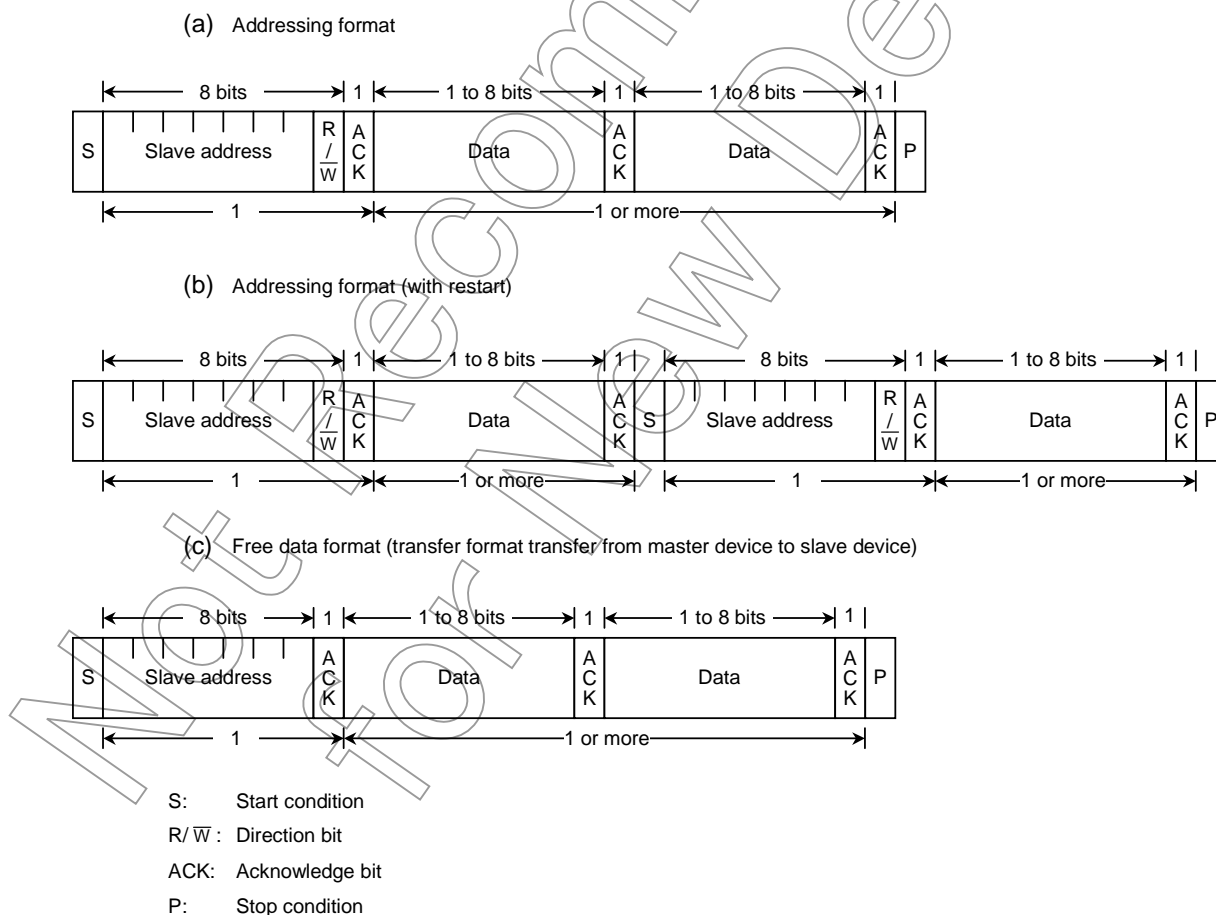 (a) Addressing format
8 bits 1 1 to 8 bits 1 1 to 8 bits 1
S Slave address R/W̅ ACK Data ACK Data ACK P
1 1 or more
(b) Addressing format (with restart)
8 bits 1 1 to 8 bits 1 8 bits 1 1 to 8 bits 1
S Slave address R/W̅ ACK Data ACK S Slave address R/W̅ ACK Data ACK P
1 1 or more 1 1 or more
(c) Free data format (transfer format transfer from master device to slave device)
8 bits 1 1 to 8 bits 1 1 to 8 bits 1
S Slave address ACK Data ACK Data ACK P
1 1 or more
S: Start condition
R/W̅: Direction bit
ACK: Acknowledge bit
P: Stop condition
Not Recom
for New De